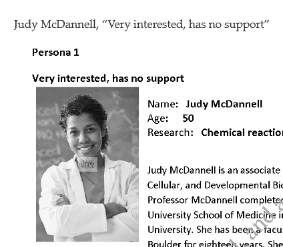 Judy McDannell, “Very interested, has no support”
Persona 1
Very interested, has no support
Name: Judy McDannell
Age: 50
Research: Chemical reaction
Judy McDannell is an associate
Cellular, and Developmental Bio
Professor McDannell complete
University School of Medicine i
University. She has been a facu
Boulder for eighteen years. She